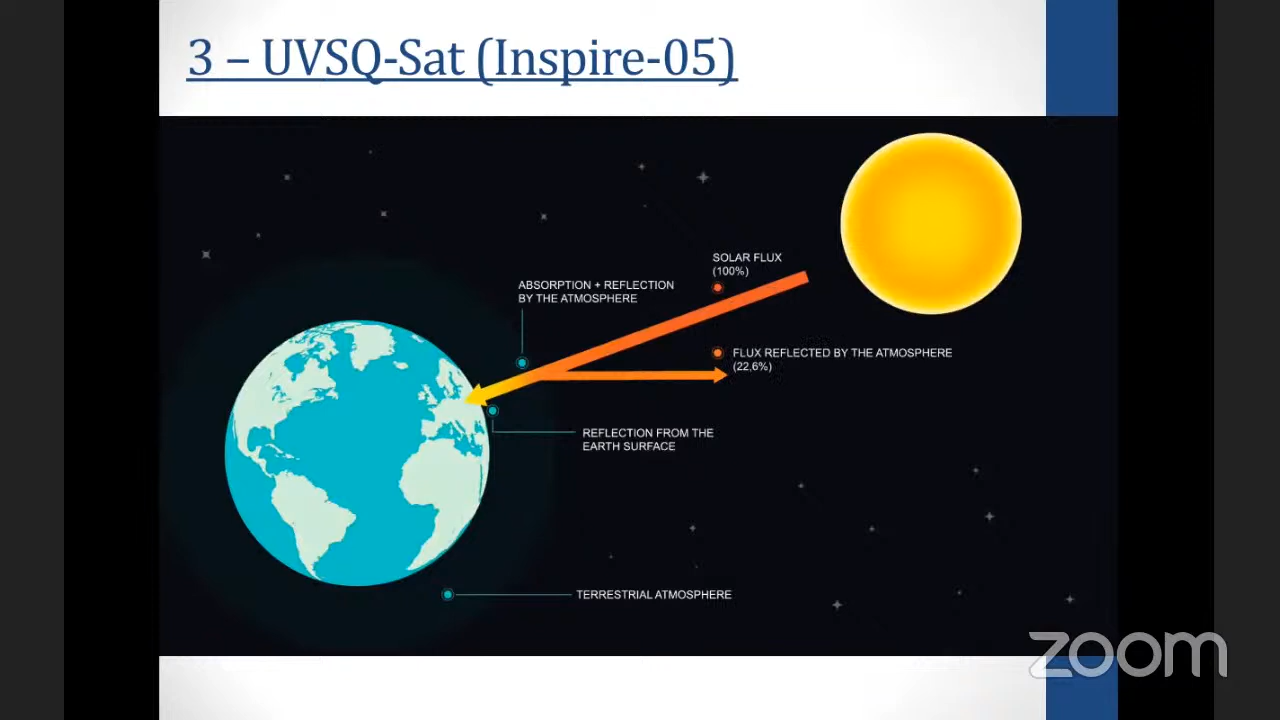 3 – UVSQ-Sat (Inspire-05)
SOLAR FLUX
(100%)
ABSORPTION + REFLECTION
BY THE ATMOSPHERE
FLUX REFLECTED BY THE ATMOSPHERE
(22,6%)
REFLECTION FROM THE
EARTH SURFACE
TERRESTRIAL ATMOSPHERE
zoom